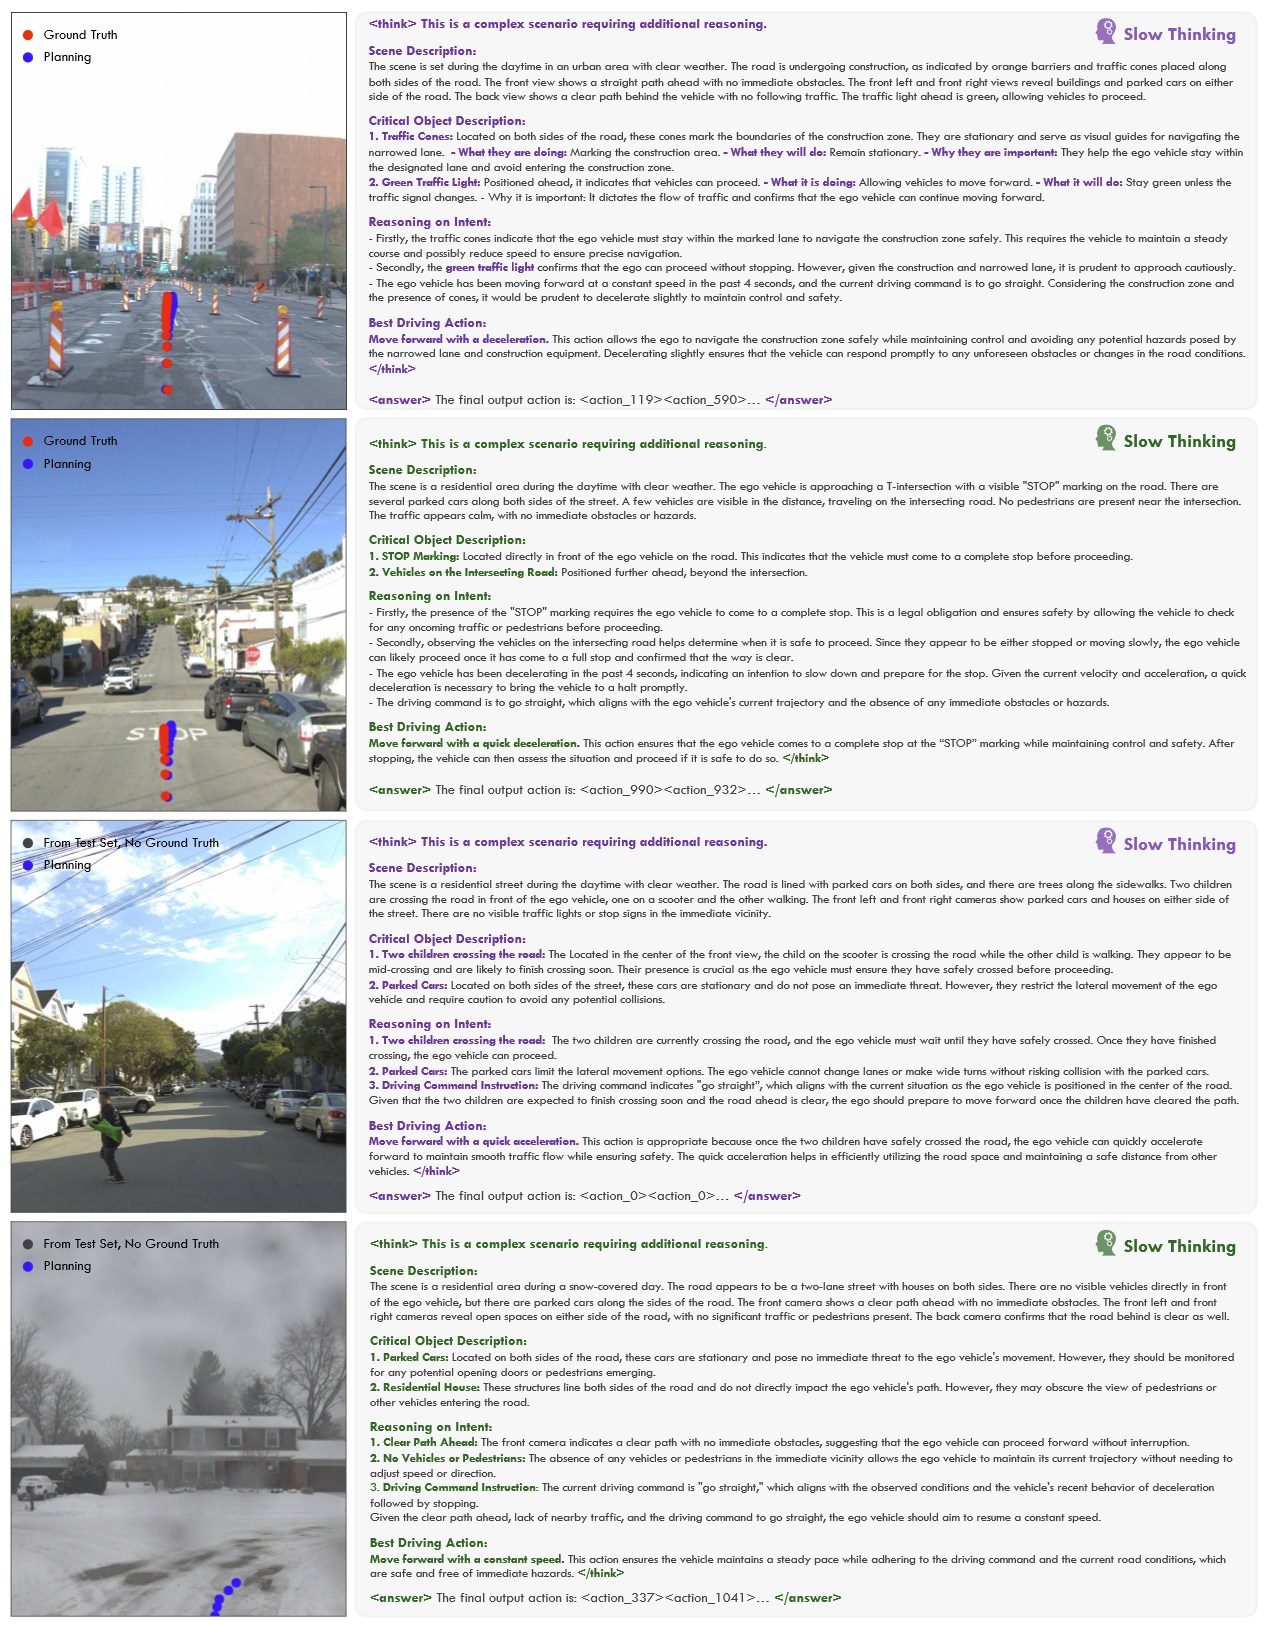 Ground Truth
Planning
<think> This is a complex scenario requiring additional reasoning.
Slow Thinking
Scene Description:
The scene is set during the daytime in an urban area with clear weather. The road is undergoing construction, as indicated by orange barriers and traffic cones placed along
both sides of the road. The front view shows a straight path ahead with no immediate obstacles. The front left and front right views reveal buildings and parked cars on either
side of the road. The back view shows a clear path behind the vehicle with no following traffic. The traffic light ahead is green, allowing vehicles to proceed.
Critical Object Description:
1. Traffic Cones: Located on both sides of the road, these cones mark the boundaries of the construction zone. They are stationary and serve as visual guides for navigating the
narrowed lane. - What they are doing: Marking the construction area. - What they will do: Remain stationary. - Why they are important: They help the ego vehicle stay within
the designated lane and avoid entering the construction zone.
2. Green Traffic Light: Positioned ahead, it indicates that vehicles can proceed. - What it is doing: Allowing vehicles to move forward. - What it will do: Stay green unless the
traffic signal changes. - Why it is important: It dictates the flow of traffic and confirms that the ego vehicle can continue moving forward.
Reasoning on Intent:
- Firstly, the traffic cones indicate that the ego vehicle must stay within the marked lane to navigate the construction zone safely. This requires the vehicle to maintain a steady
course and possibly reduce speed to ensure precise navigation.
- Secondly, the green traffic light confirms that the ego can proceed without stopping. However, given the construction and narrowed lane, it is prudent to approach cautiously.
- The ego vehicle has been moving forward at a constant speed in the past 4 seconds, and the current driving command is to go straight. Considering the construction zone and
the presence of cones, it would be prudent to decelerate slightly to maintain control and safety.
Best Driving Action:
Move forward with a deceleration. This action allows the ego to navigate the construction zone safely while maintaining control and avoiding any potential hazards posed by
the narrowed lane and construction equipment. Decelerating slightly ensures that the vehicle can respond promptly to any unforeseen obstacles or changes in the road conditions.
</think>
<answer> The final output action is: <action_119><action_590>... </answer>
Ground Truth
Planning
STOP
STOP
<think> This is a complex scenario requiring additional reasoning.
Slow Thinking
Scene Description:
The scene is a residential area during the daytime with clear weather. The ego vehicle is approaching a T-intersection with a visible "STOP" marking on the road. There are
several parked cars along both sides of the street. A few vehicles are visible in the distance, traveling on the intersecting road. No pedestrians are present near the intersection.
The traffic appears calm, with no immediate obstacles or hazards.
Critical Object Description:
1. STOP Marking: Located directly in front of the ego vehicle on the road. This indicates that the vehicle must come to a complete stop before proceeding.
2. Vehicles on the Intersecting Road: Positioned further ahead, beyond the intersection.
Reasoning on Intent:
- Firstly, the presence of the "STOP" marking requires the ego vehicle to come to a complete stop. This is a legal obligation and ensures safety by allowing the vehicle to check
for any oncoming traffic or pedestrians before proceeding.
- Secondly, observing the vehicles on the intersecting road helps determine when it is safe to proceed. Since they appear to be either stopped or moving slowly, the ego vehicle
can likely proceed once it has come to a full stop and confirmed that the way is clear.
- The ego vehicle has been decelerating in the past 4 seconds, indicating an intention to slow down and prepare for the stop. Given the current velocity and acceleration, a quick
deceleration is necessary to bring the vehicle to a halt promptly.
- The driving command is to go straight, which aligns with the ego vehicle's current trajectory and the absence of any immediate obstacles or hazards.
Best Driving Action:
Move forward with a quick deceleration. This action ensures that the ego vehicle comes to a complete stop at the “STOP” marking while maintaining control and safety. After
stopping, the vehicle can then assess the situation and proceed if it is safe to do so. </think>
<answer> The final output action is: <action_990><action_932>... </answer>
From Test Set, No Ground Truth
Planning
<think> This is a complex scenario requiring additional reasoning.
Slow Thinking
Scene Description:
The scene is a residential street during the daytime with clear weather. The road is lined with parked cars on both sides, and there are trees along the sidewalks. Two children
are crossing the road in front of the ego vehicle, one on a scooter and the other walking. The front left and front right cameras show parked cars and houses on either side of
the street. There are no visible traffic lights or stop signs in the immediate vicinity.
Critical Object Description:
1. Two children crossing the road: The Located in the center of the front view, the child on the scooter is crossing the road while the other child is walking. They appear to be
mid-crossing and are likely to finish crossing soon. Their presence is crucial as the ego vehicle must ensure they have safely crossed before proceeding.
2. Parked Cars: Located on both sides of the street, these cars are stationary and do not pose an immediate threat. However, they restrict the lateral movement of the ego
vehicle and require caution to avoid any potential collisions.
Reasoning on Intent:
1. Two children crossing the road: The two children are currently crossing the road, and the ego vehicle must wait until they have safely crossed. Once they have finished
crossing, the ego vehicle can proceed.
2. Parked Cars: The parked cars limit the lateral movement options. The ego vehicle cannot change lanes or make wide turns without risking collision with the parked cars.
3. Driving Command Instruction: The driving command indicates "go straight”, which aligns with the current situation as the ego vehicle is positioned in the center of the road.
Given that the two children are expected to finish crossing soon and the road ahead is clear, the ego should prepare to move forward once the children have cleared the path.
Best Driving Action:
Move forward with a quick acceleration. This action is appropriate because once the two children have safely crossed the road, the ego vehicle can quickly accelerate
forward to maintain smooth traffic flow while ensuring safety. The quick acceleration helps in efficiently utilizing the road space and maintaining a safe distance from other
vehicles. </think>
<answer> The final output action is: <action_0><action_0>... </answer>
From Test Set, No Ground Truth
Planning
<think> This is a complex scenario requiring additional reasoning.
Slow Thinking
Scene Description:
The scene is a residential area during a snow-covered day. The road appears to be a two-lane street with houses on both sides. There are no visible vehicles directly in front
of the ego vehicle, but there are parked cars along the sides of the road. The front camera shows a clear path ahead with no immediate obstacles. The front left and front
right cameras reveal open spaces on either side of the road, with no significant traffic or pedestrians present. The back camera confirms that the road behind is clear as well.
Critical Object Description:
1. Parked Cars: Located on both sides of the road, these cars are stationary and pose no immediate threat to the ego vehicle's movement. However, they should be monitored
for any potential opening doors or pedestrians emerging.
2. Residential House: These structures line both sides of the road and do not directly impact the ego vehicle's path. However, they may obscure the view of pedestrians or
other vehicles entering the road.
Reasoning on Intent:
1. Clear Path Ahead: The front camera indicates a clear path with no immediate obstacles, suggesting that the ego vehicle can proceed forward without interruption.
2. No Vehicles or Pedestrians: The absence of any vehicles or pedestrians in the immediate vicinity allows the ego vehicle to maintain its current trajectory without needing to
adjust speed or direction.
3. Driving Command Instruction: The current driving command is "go straight," which aligns with the observed conditions and the vehicle's recent behavior of deceleration
followed by stopping.
Given the clear path ahead, lack of nearby traffic, and the driving command to go straight, the ego vehicle should aim to resume a constant speed.
Best Driving Action:
Move forward with a constant speed. This action ensures the vehicle maintains a steady pace while adhering to the driving command and the current road conditions, which
are safe and free of immediate hazards. </think>
<answer> The final output action is: <action_337><action_1041>... </answer>